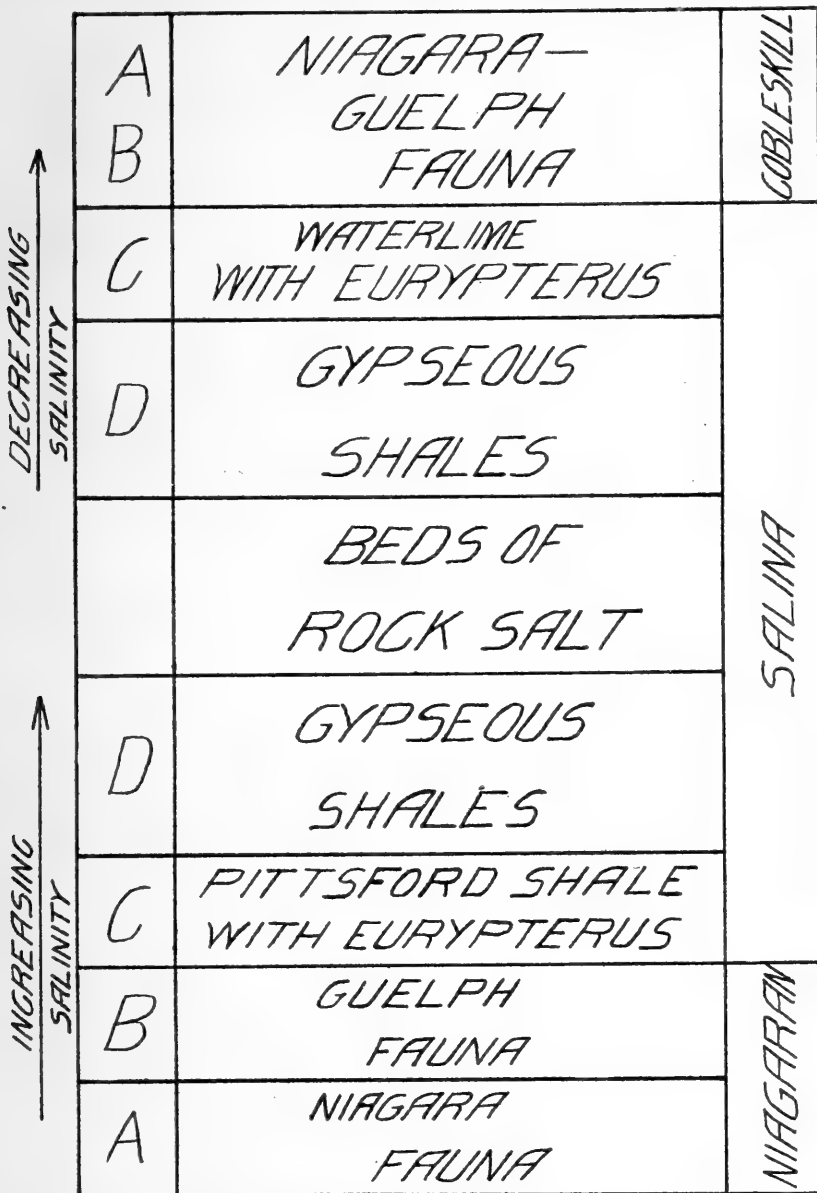 A
B
NIAGARA—
GUELPH
FAUNA
COBLESKILL
C
WATERLIME
WITH EURYPTERUS
D
GYPSEOUS
SHALES
BEDS OF
ROCK SALT
D
GYPSEOUS
SHALES
C
PITTSFORD SHALE
WITH EURYPTERUS
B
GUELPH
FAUNA
A
NIAGARA
FAUNA
SALINA
NIAGARAN
DECREASING
SALINITY
INCREASING
SALINITY